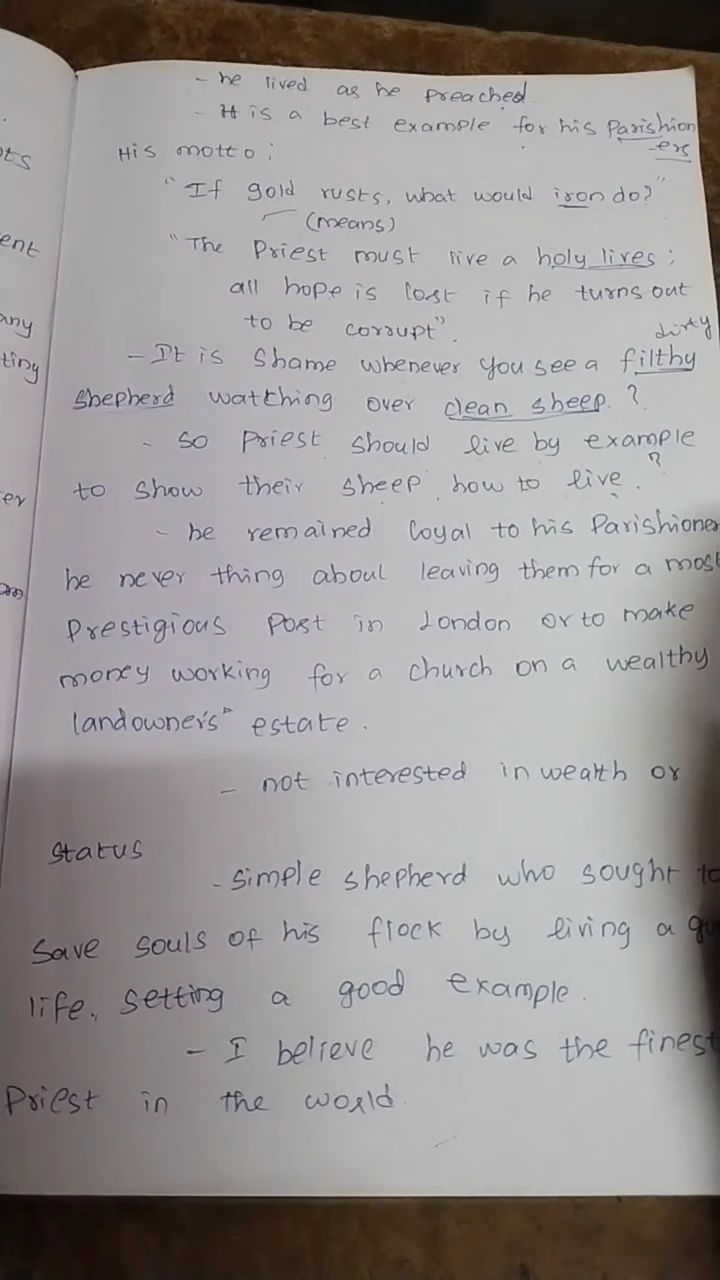 - he lived as he preached
- It is a best example for his Parishion
-ers
His motto:
"If gold rusts, what would iron do?"
(means)
"The Priest must live a holy lives;
all hope is lost if he turns out
to be corrupt".
dirty
- It is shame whenever you see a filthy
shepherd watching over clean sheep.?
- so Priest should live by example
to show their sheep how to live.?
- he remained loyal to his Parishioner
he never thing about leaving them for a most
Prestigious Post in London or to make
money working for a church on a wealthy
landowner's" estate.
- not interested in wealth or
status
- simple shepherd who sought to
save souls of his flock by living a
life, setting a good example.
- I believe he was the finest
Priest in the world.
ots
ent
any
ting
er